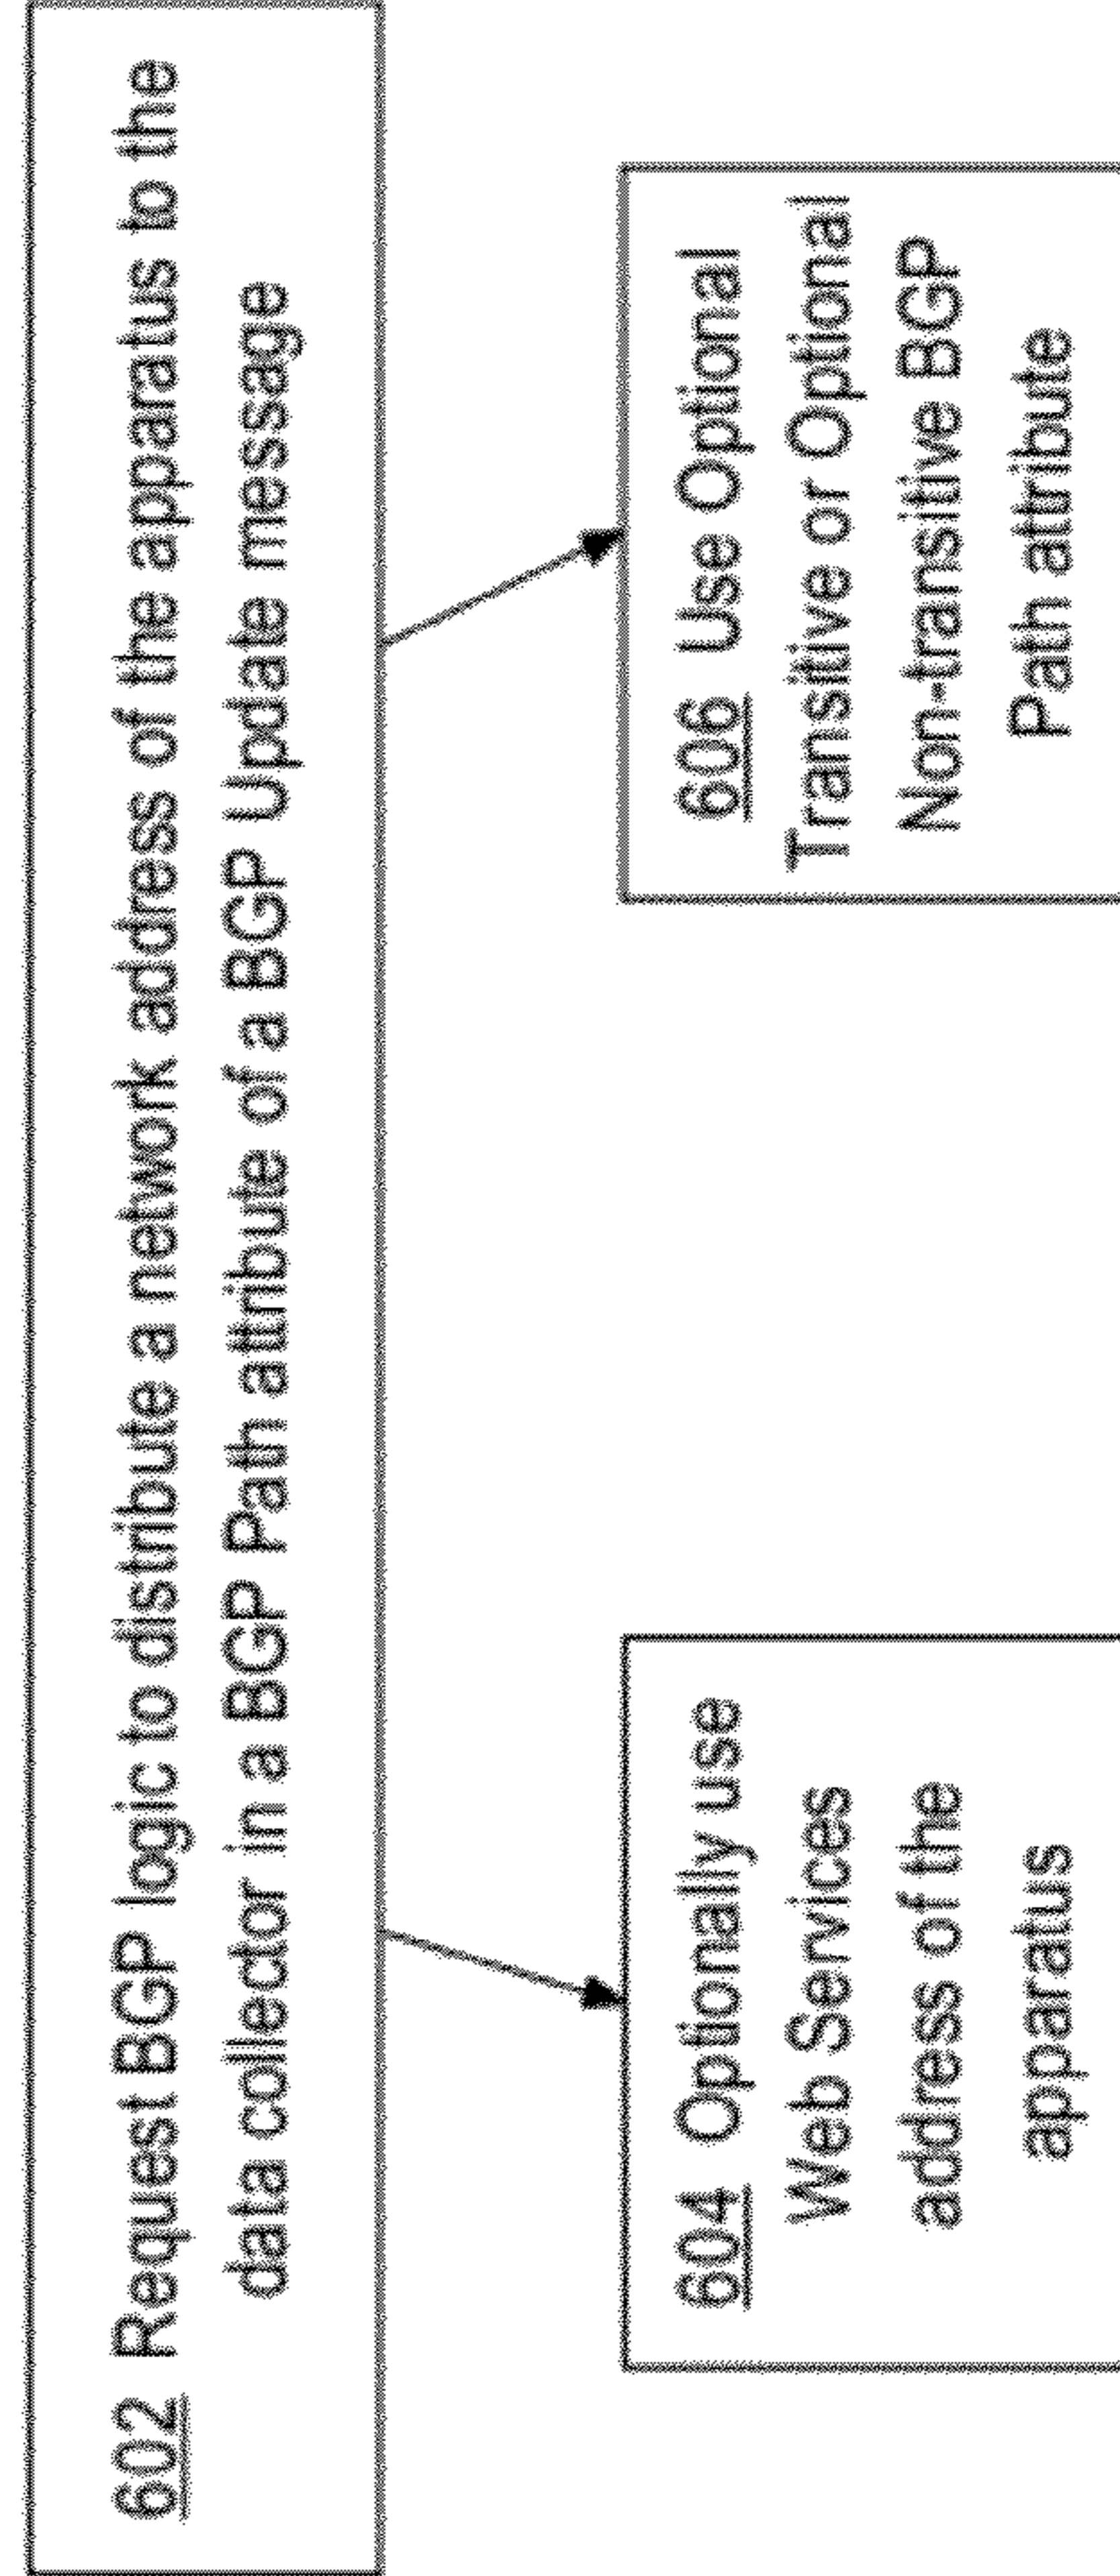 602 Request BGP logic to distribute a network address of the apparatus to the
data collector in a BGP Path attribute of a BGP Update message
604 Optionally use
Web Services
address of the
apparatus
606 Use Optional
Transitive or Optional
Non-transitive BGP
Path attribute